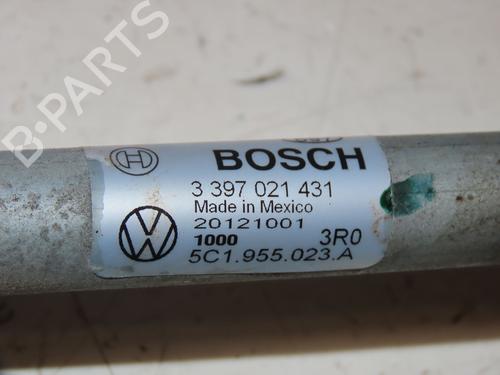 B-PARTS
BOSCH
3 397 021 431
Made in Mexico
20121001
1000 3R0
5C1.955.023.A